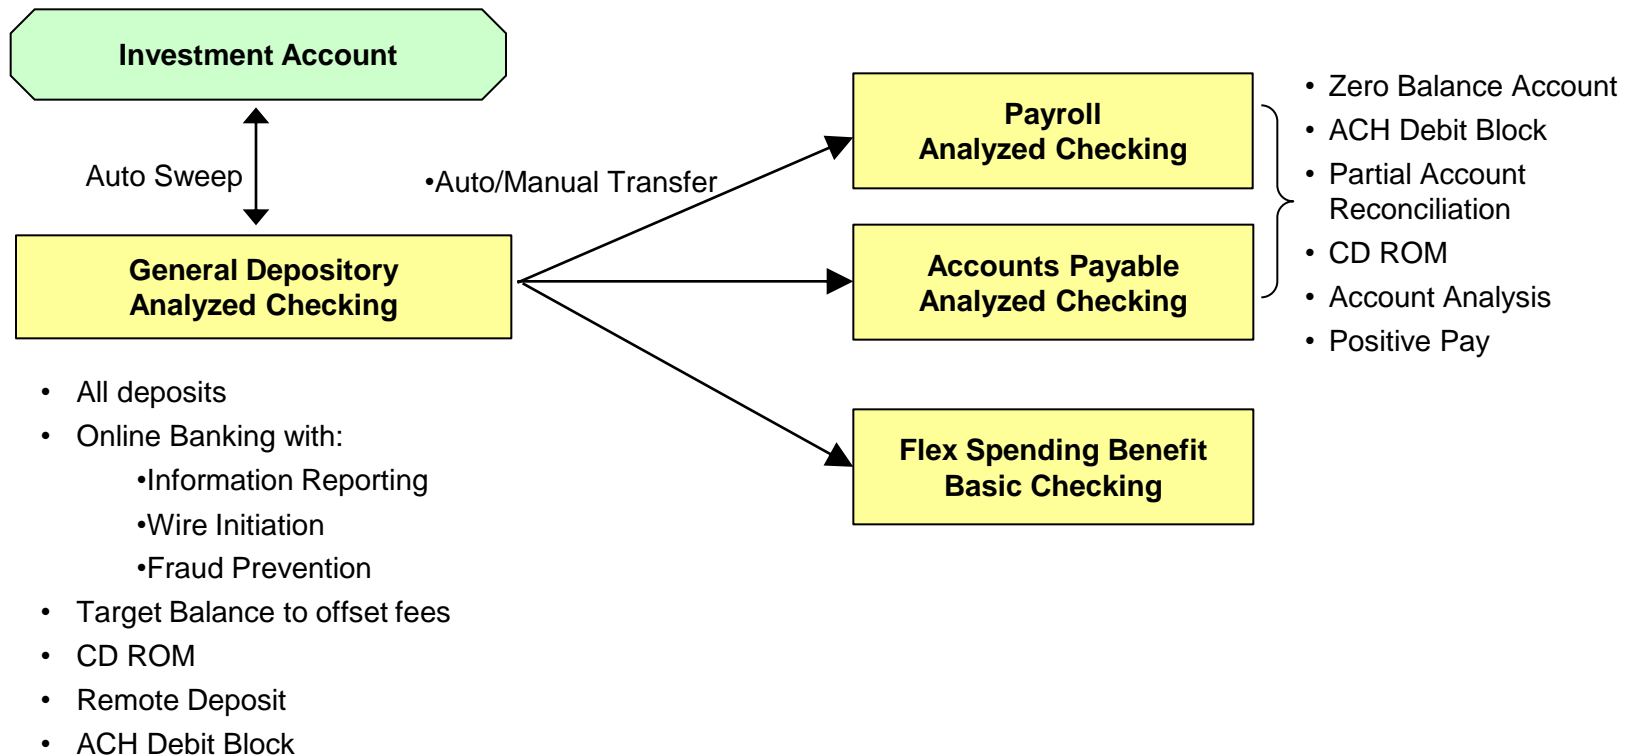 Investment Account
Auto Sweep
General Depository
Analyzed Checking
• All deposits
• Online Banking with:
•Information Reporting
•Wire Initiation
•Fraud Prevention
• Target Balance to offset fees
• CD ROM
• Remote Deposit
• ACH Debit Block
•Auto/Manual Transfer
Payroll
Analyzed Checking
Accounts Payable
Analyzed Checking
Flex Spending Benefit
Basic Checking
• Zero Balance Account
• ACH Debit Block
• Partial Account
Reconciliation
• CD ROM
• Account Analysis
• Positive Pay